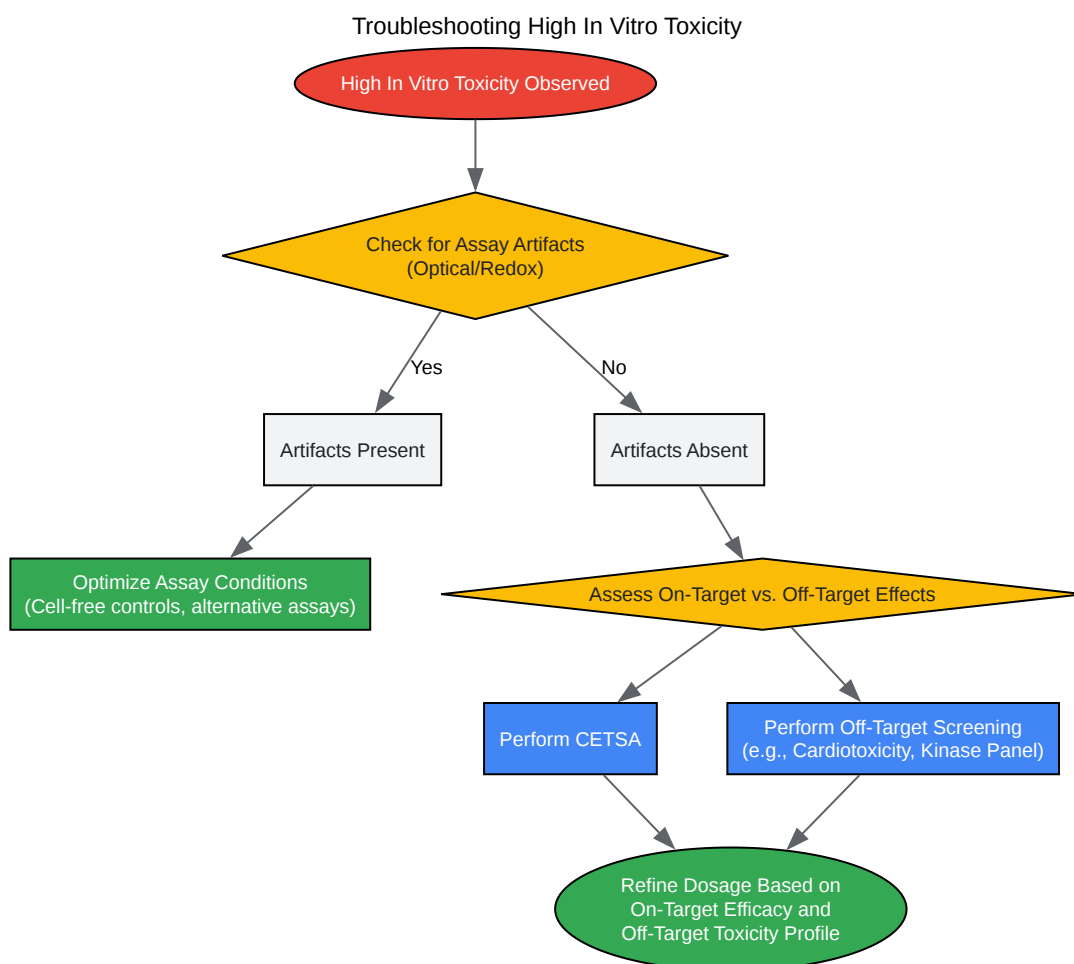 Troubleshooting High In Vitro Toxicity
High In Vitro Toxicity Observed
Check for Assay Artifacts
(Optical/Redox)
Yes
No
Artifacts Present
Artifacts Absent
Optimize Assay Conditions
(Cell-free controls, alternative assays)
Assess On-Target vs. Off-Target Effects
Perform CETSA
Perform Off-Target Screening
(e.g., Cardiotoxicity, Kinase Panel)
Refine Dosage Based on
On-Target Efficacy and
Off-Target Toxicity Profile